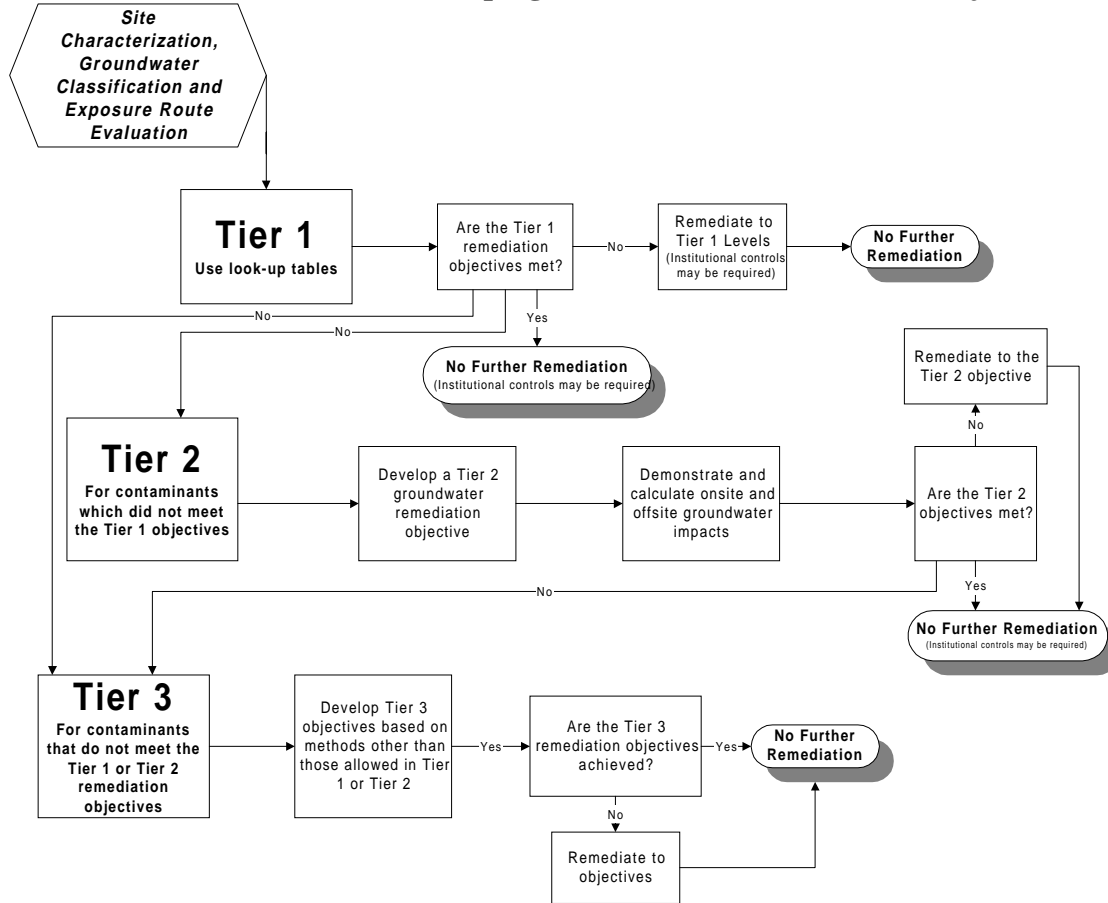 Site
Characterization,
Groundwater
Classification and
Exposure Route
Evaluation
Tier 1
Use look-up tables
Are the Tier 1
remediation
objectives met?
No
Remediate to
Tier 1 Levels
(Institutional controls
may be required)
No Further
Remediation
No
No
Yes
No Further Remediation
(Institutional controls may be required)
Remediate to the
Tier 2 objective
No
Tier 2
For contaminants
which did not meet
the Tier 1 objectives
Develop a Tier 2
groundwater
remediation
objective
Demonstrate and
calculate onsite and
offsite groundwater
impacts
Are the Tier 2
objectives met?
Yes
No
No Further Remediation
(Institutional controls may be required)
Tier 3
For contaminants
that do not meet the
Tier 1 or Tier 2
remediation
objectives
Develop Tier 3
objectives based on
methods other than
those allowed in Tier
1 or Tier 2
Yes
Are the Tier 3
remediation objectives
achieved?
Yes
No Further
Remediation
No
Remediate to
objectives